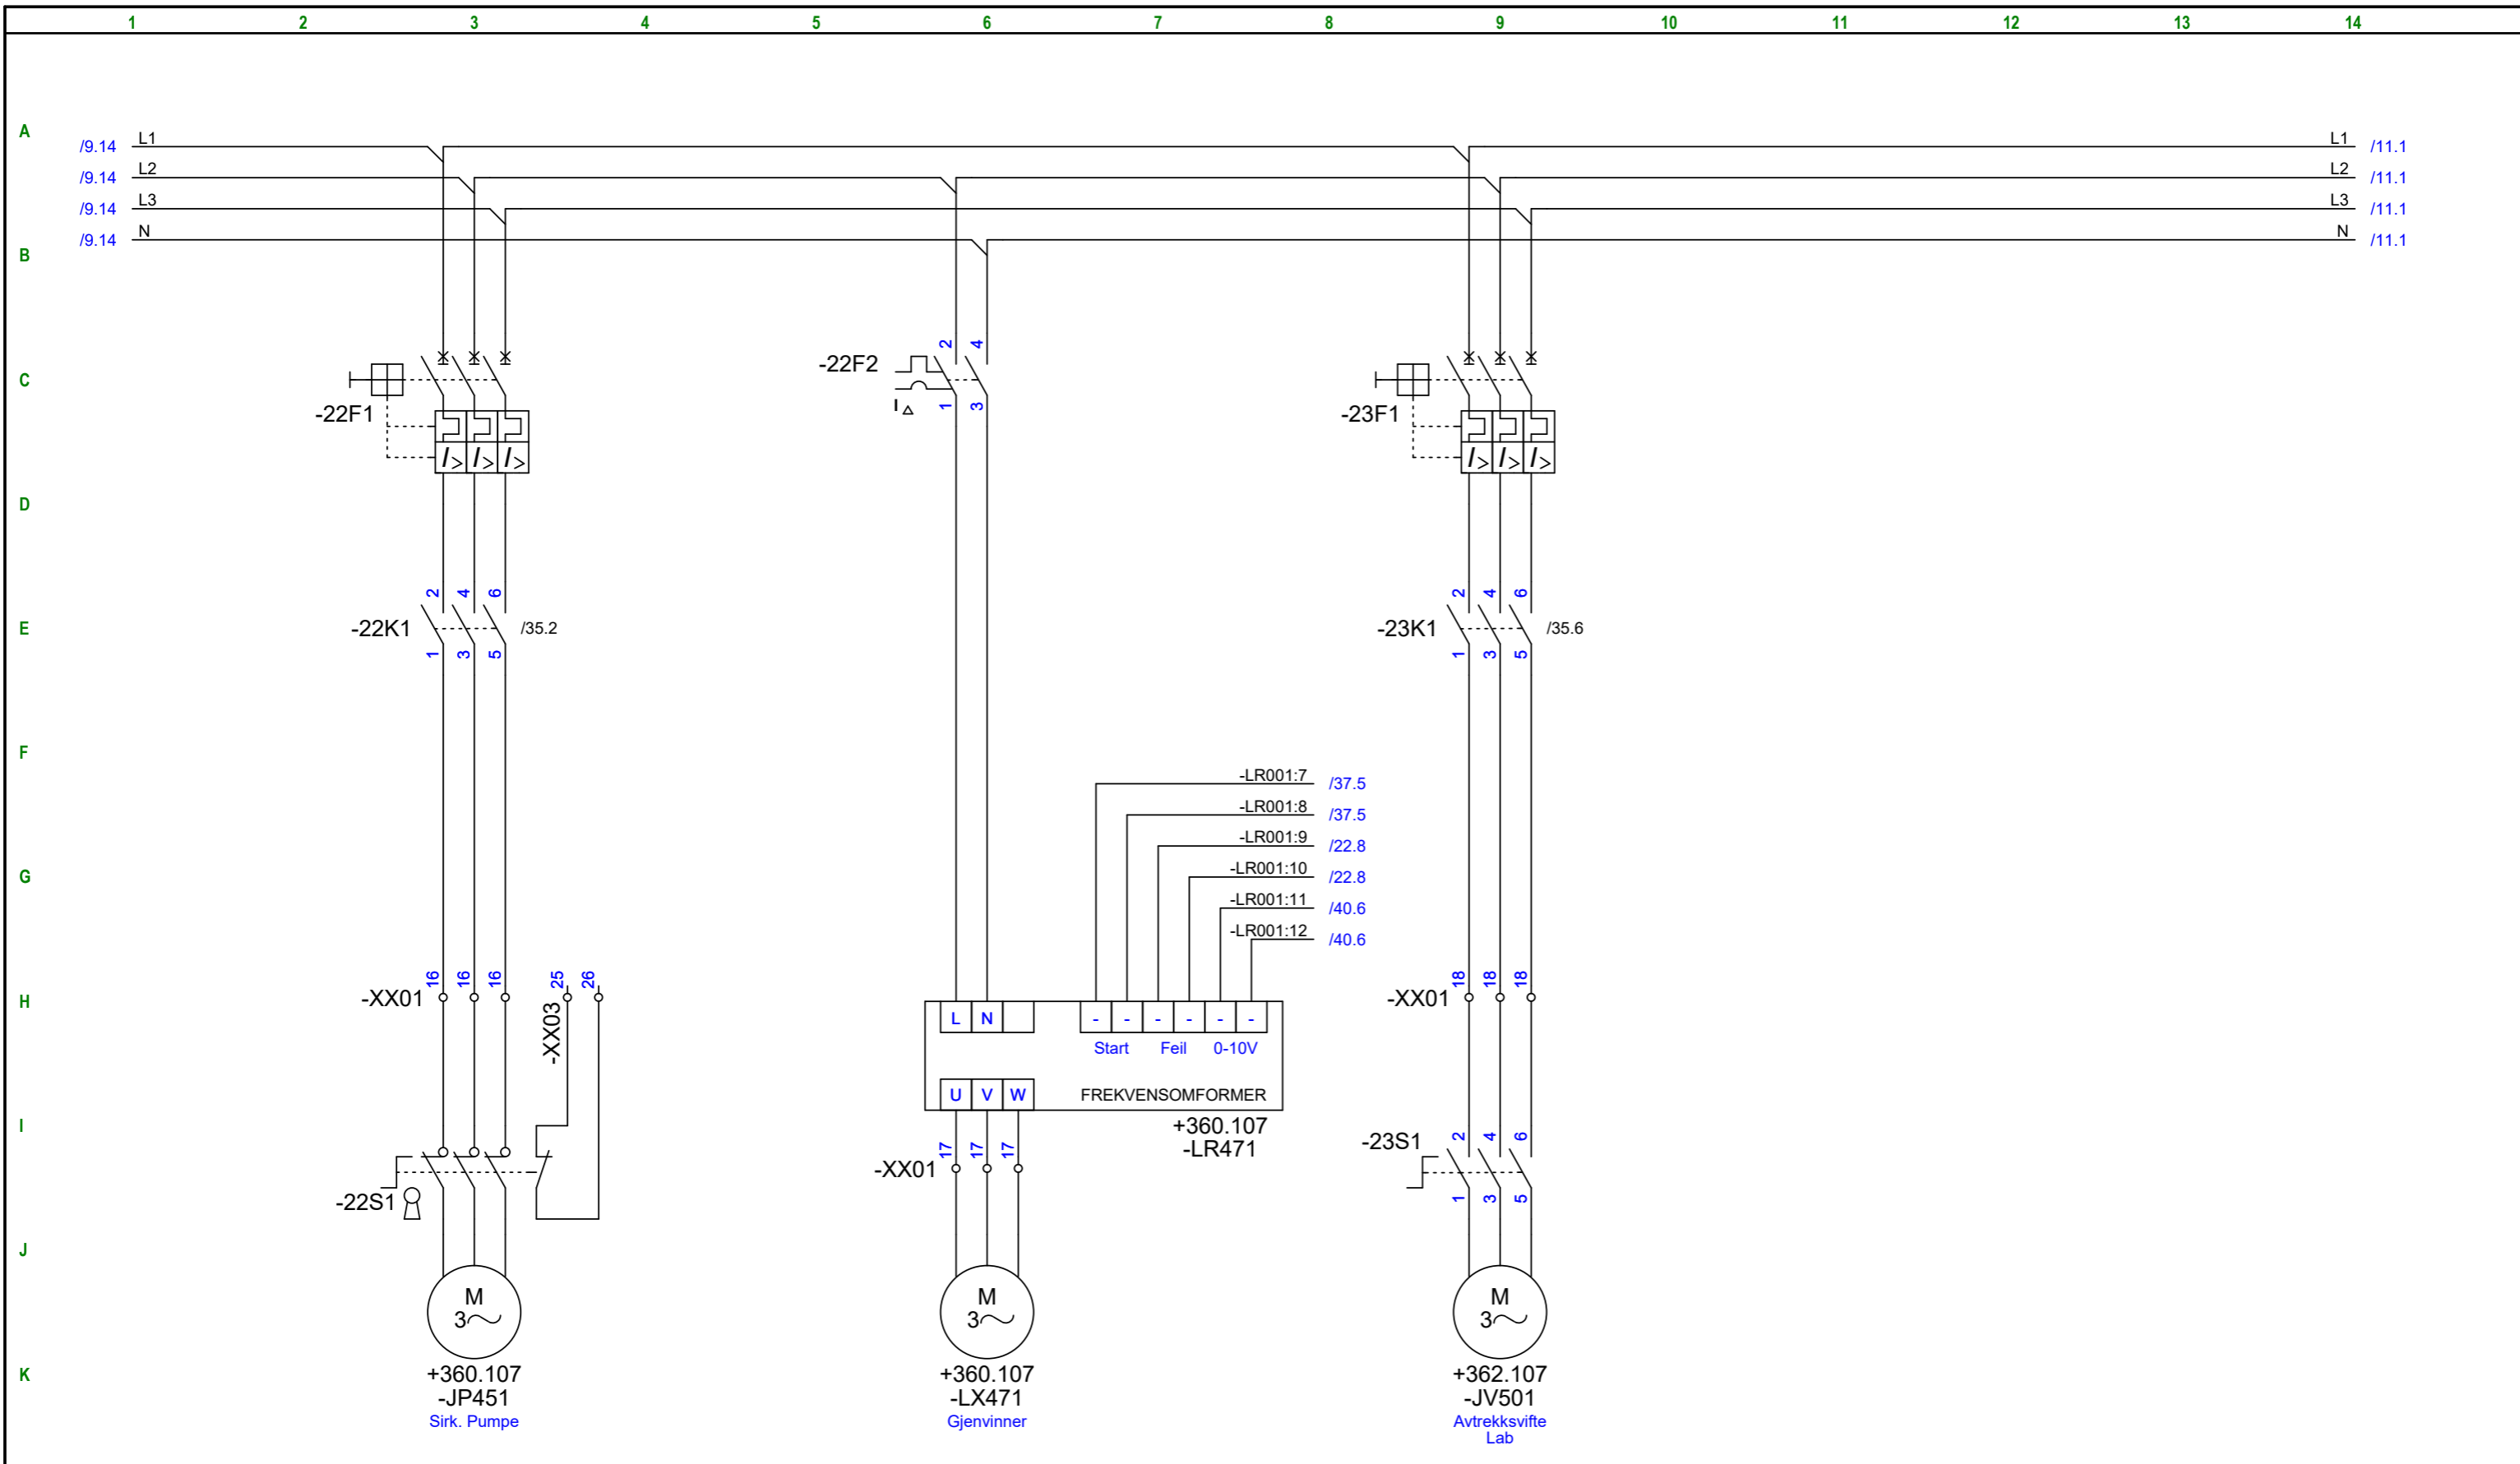 1 2 3 4 5 6 7 8 9 10 11 12 13 14
A
/9.14 L1 L1 /11.1
/9.14 L2 L2 /11.1
/9.14 L3 L3 /11.1
/9.14 N N /11.1
B
2 4
-22F2
C
I 1 3
-22F1
-23F1
I> I> I>
I> I> I>
D
2 4 6
2 4 6
E
-22K1 /35.2
-23K1 /35.6
1 3 5
1 3 5
F
-LR001:7 /37.5
-LR001:8 /37.5
-LR001:9 /22.8
G
-LR001:10 /22.8
-LR001:11 /40.6
-LR001:12 /40.6
16 16 16 25 26
18 18 18
H
-XX01
-XX03
-XX01
L N - - - - - -
Start Feil 0-10V
U V W FREKVENSOMFORMER
I
+360.107
-LR471
17 17 17
-XX01
-23S1 2 4 6
1 3 5
-22S1
J
M
3
M
3
M
3
K
+360.107
-JP451
Sirk. Pumpe
+360.107
-LX471
Gjenvinner
+362.107
-JV501
Avtrekksvifte
Lab